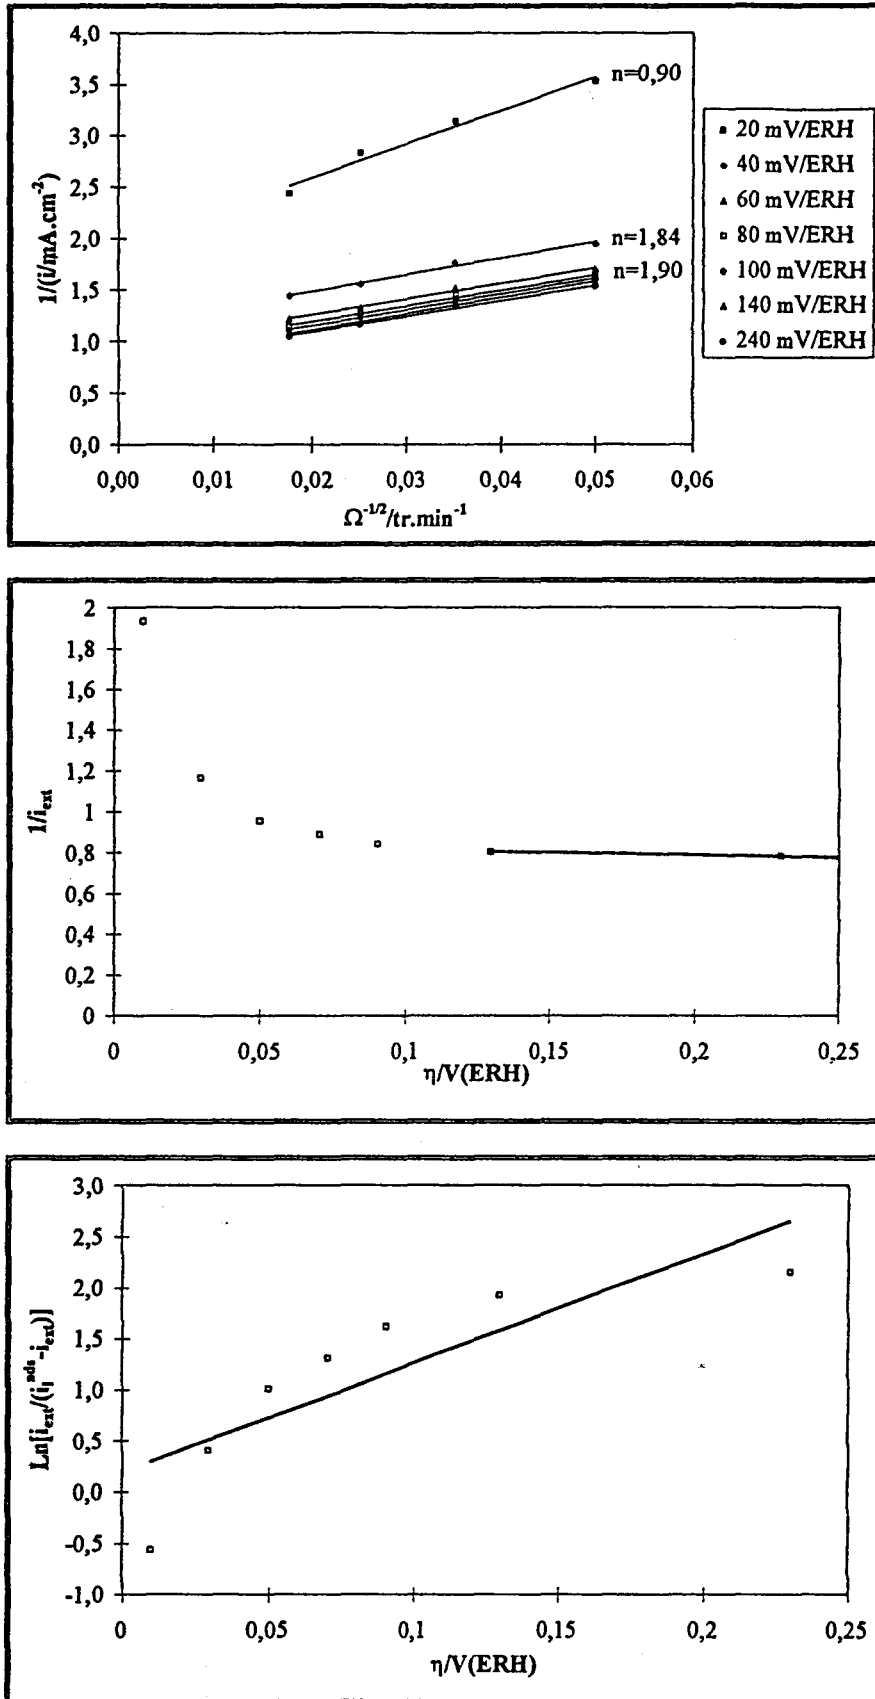 4,0
3,5
3,0
2,5
2,0
1,5
1,0
0,5
0,0
1/(i/mA.cm⁻²)
n=0,90
n=1,84
n=1,90
0,00 0,01 0,02 0,03 0,04 0,05 0,06
Ω⁻¹/²/tr.min⁻¹
20 mV/ERH
40 mV/ERH
60 mV/ERH
80 mV/ERH
100 mV/ERH
140 mV/ERH
240 mV/ERH
2
1,8
1,6
1,4
1,2
1
0,8
0,6
0,4
0,2
0
1/i_ext
0 0,05 0,1 0,15 0,2 0,25
η/V(ERH)
3,0
2,5
2,0
1,5
1,0
0,5
0,0
-0,5
-1,0
Ln[i_ext/(i_l^ads-i_ext)]
0 0,05 0,1 0,15 0,2 0,25
η/V(ERH)